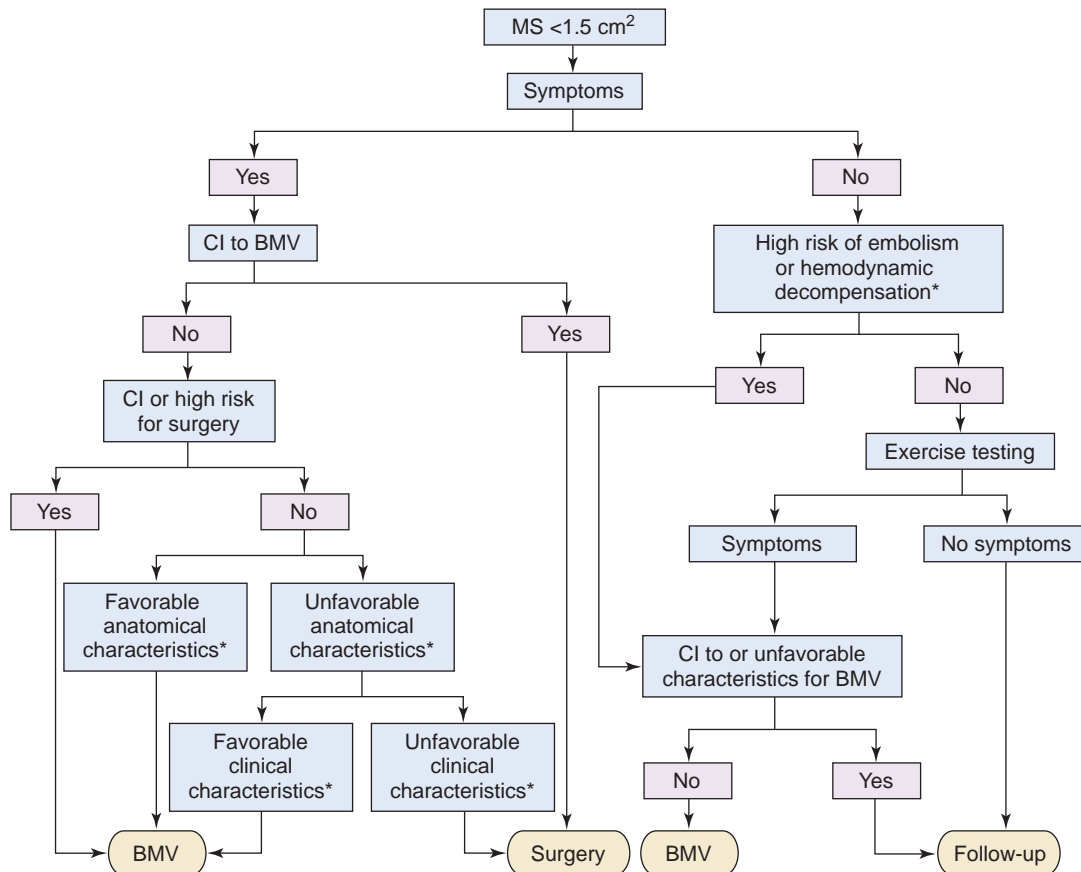 MS <1.5 cm²
Symptoms
Yes
No
CI to BMV
High risk of embolism
or hemodynamic
decompensation*
No
Yes
Yes
No
CI or high risk
for surgery
Exercise testing
Yes
No
Symptoms
No symptoms
Favorable
anatomical
characteristics*
Unfavorable
anatomical
characteristics*
CI to or unfavorable
characteristics for BMV
Favorable
clinical
characteristics*
Unfavorable
clinical
characteristics*
No
Yes
BMV
Surgery
BMV
Follow-up